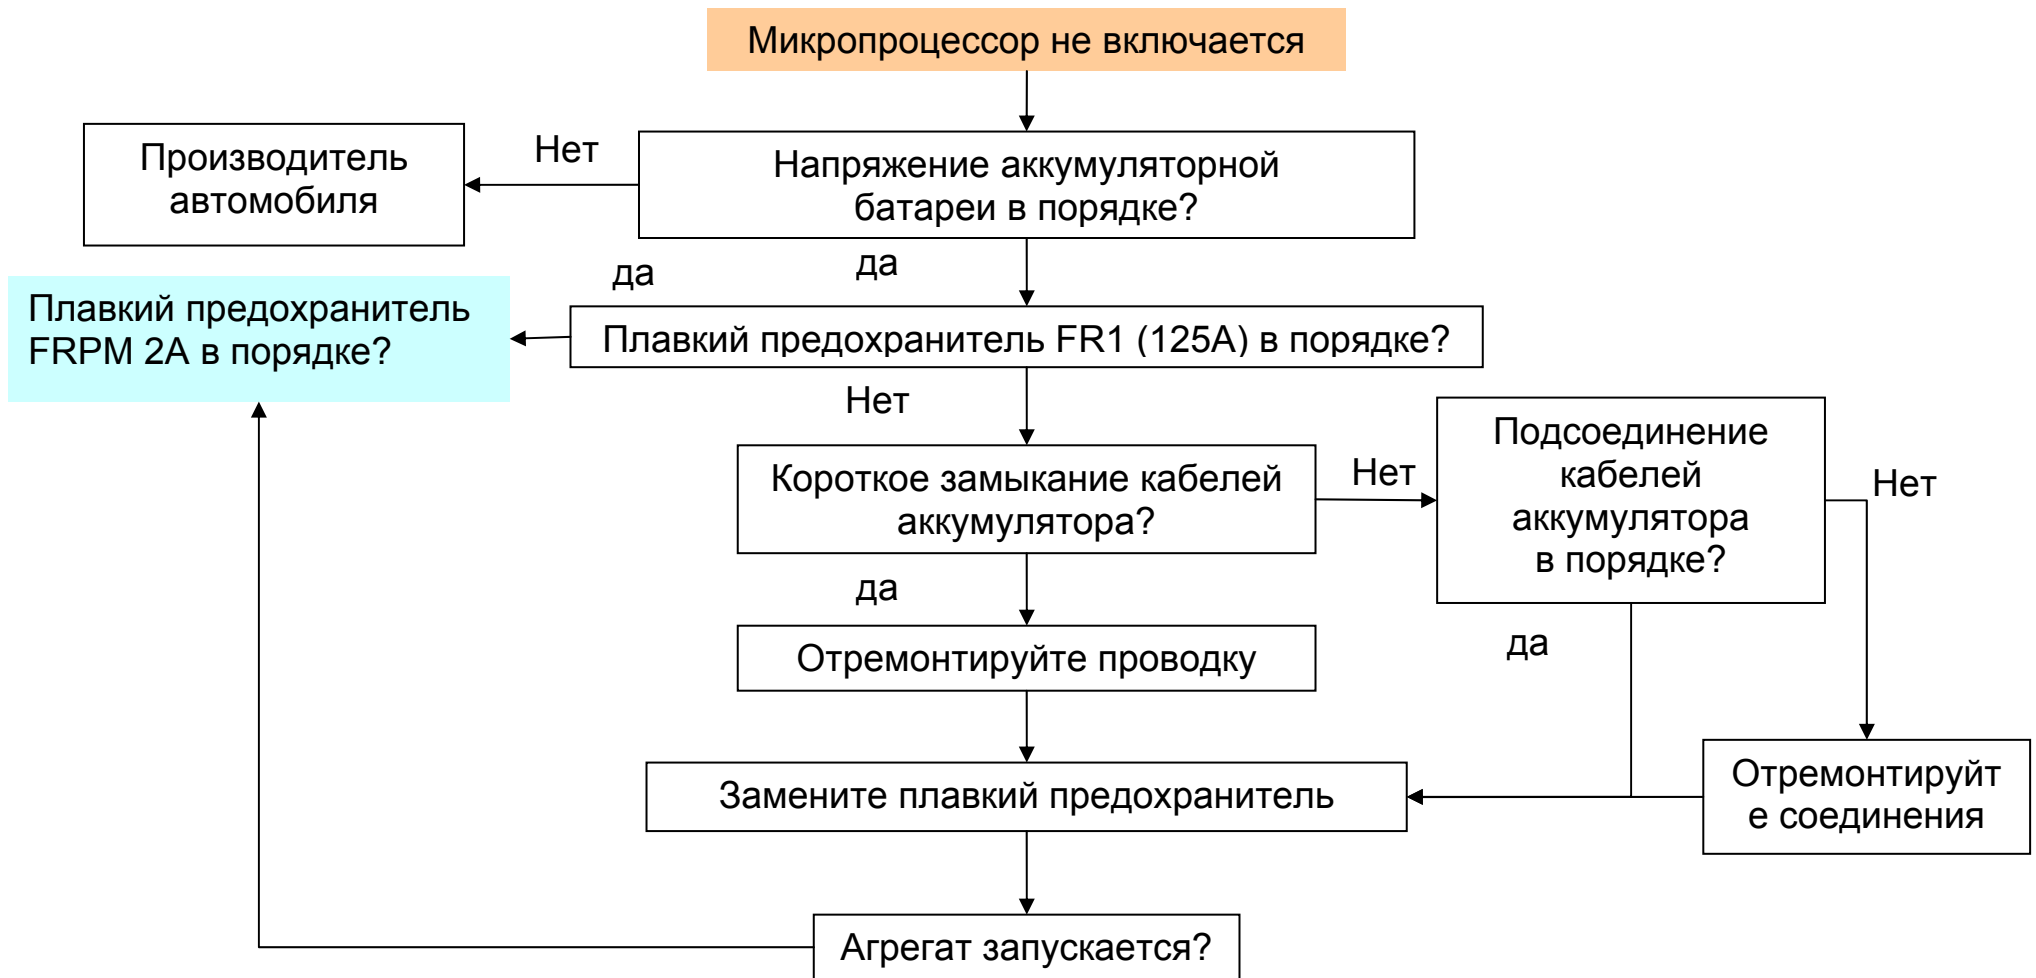 Микропроцессор не включается
Производитель
автомобиля
Нет
Напряжение аккумуляторной
батареи в порядке?
да
да
Плавкий предохранитель
FRPM 2A в порядке?
Плавкий предохранитель FR1 (125A) в порядке?
Нет
Короткое замыкание кабелей
аккумулятора?
Нет
Подсоединение
кабелей
аккумулятора
в порядке?
Нет
да
Отремонтируйте проводку
да
Замените плавкий предохранитель
Отремонтируйт
е соединения
Агрегат запускается?